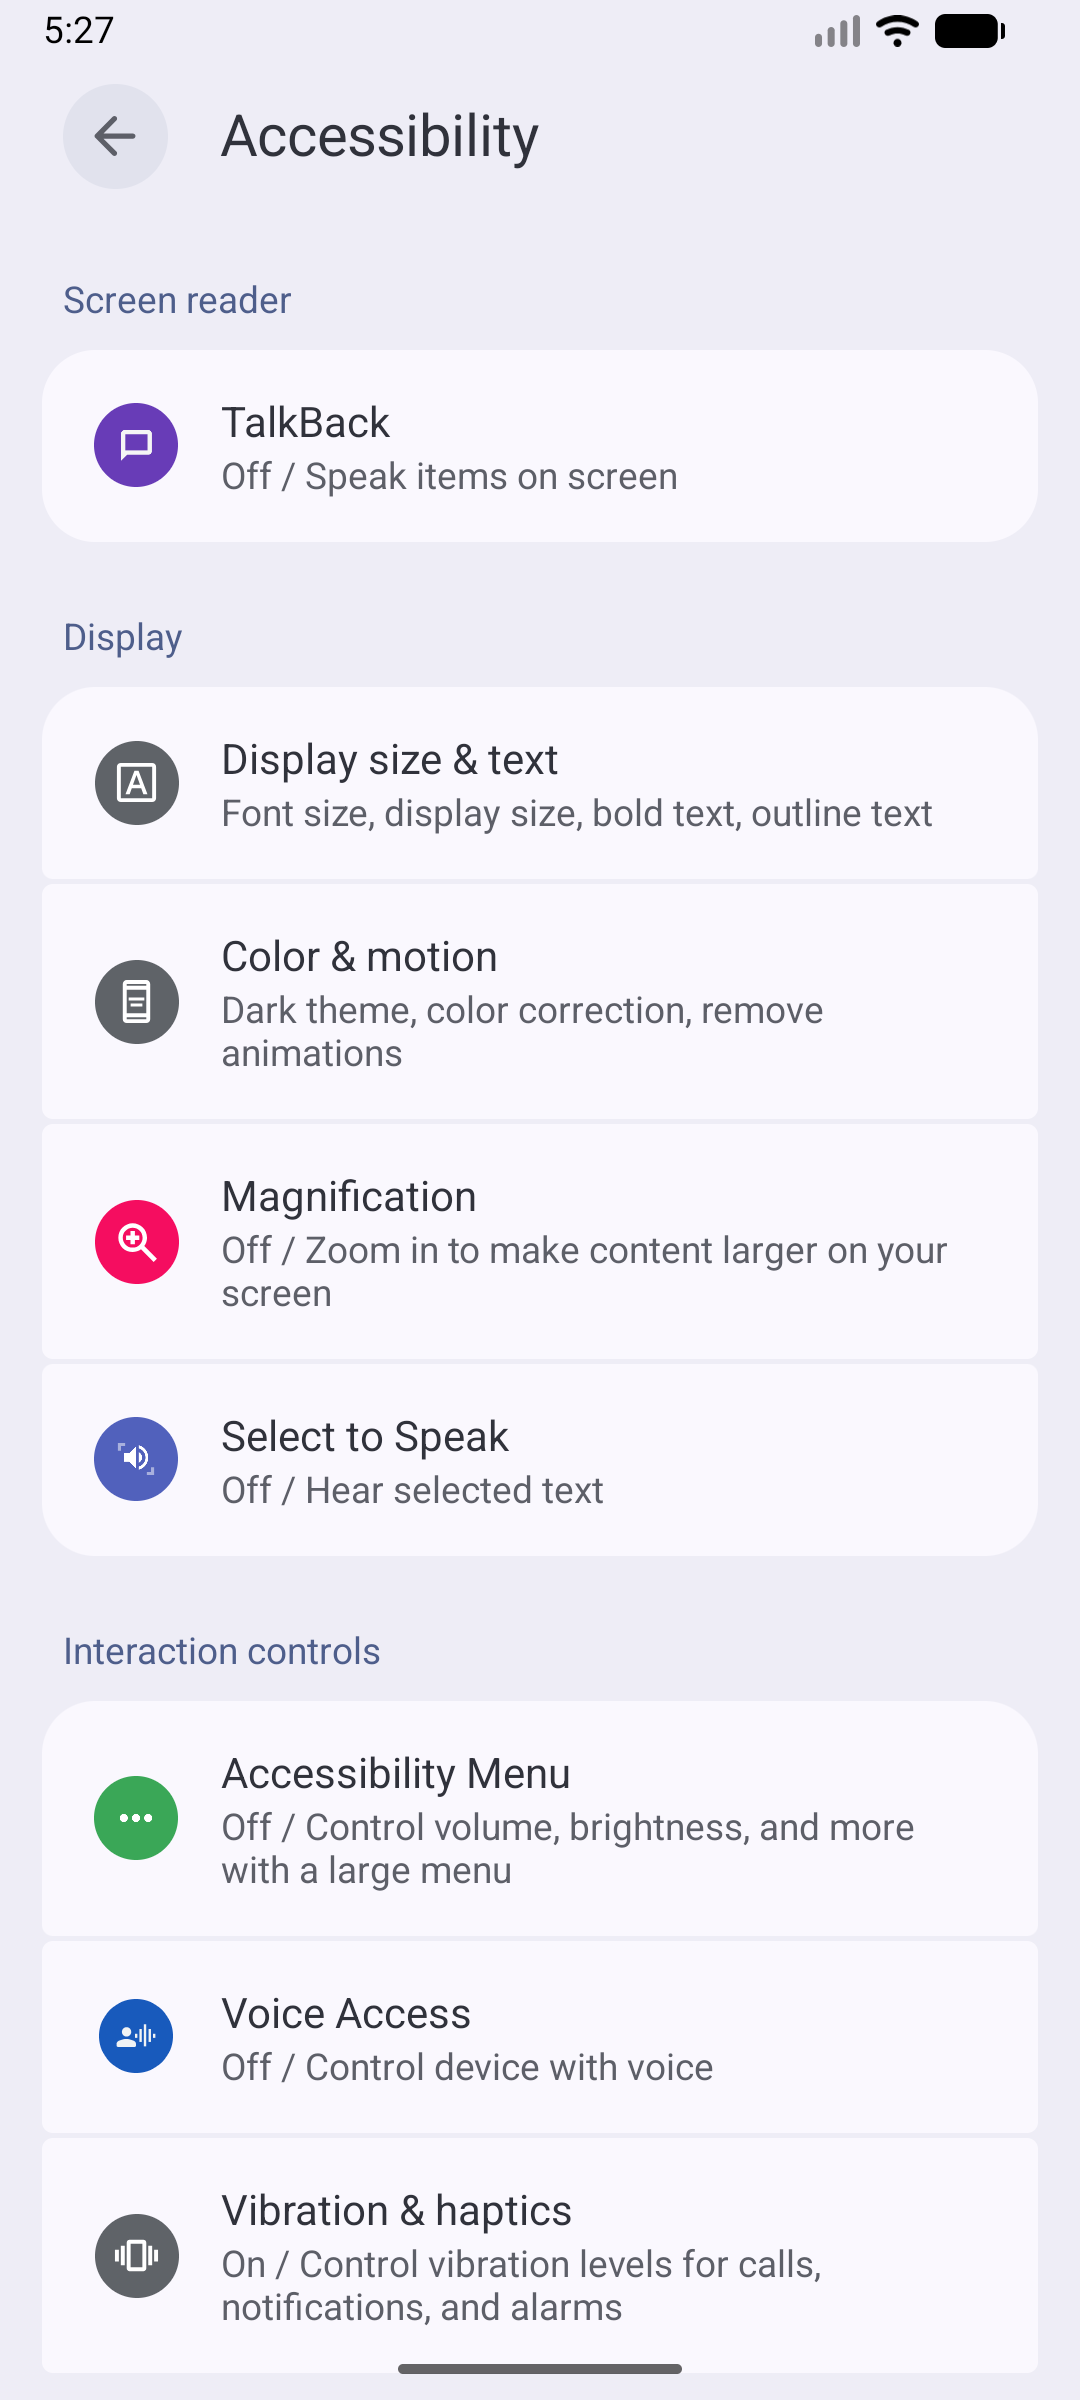 5:27
Accessibility
Screen reader
TalkBack
Off / Speak items on screen
Display
Display size & text
Font size, display size, bold text, outline text
Color & motion
Dark theme, color correction, remove
animations
Magnification
Off / Zoom in to make content larger on your
screen
Select to Speak
Off / Hear selected text
Interaction controls
Accessibility Menu
Off / Control volume, brightness, and more
with a large menu
Voice Access
Off / Control device with voice
Vibration & haptics
On / Control vibration levels for calls,
notifications, and alarms